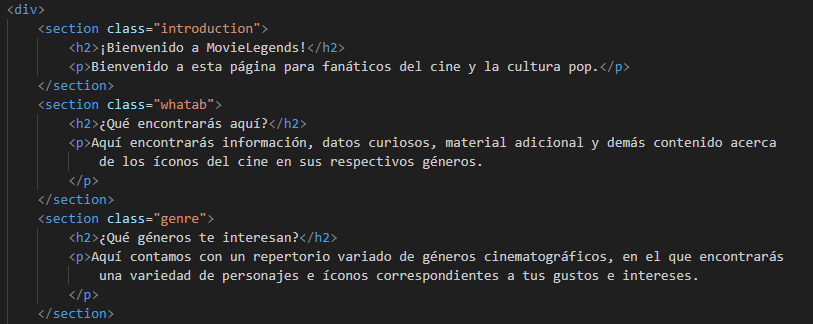 <div>
<section class="introduction">
<h2>¡Bienvenido a MovieLegends!</h2>
<p>Bienvenido a esta página para fanáticos del cine y la cultura pop.</p>
</section>
<section class="whatab">
<h2>¿Qué encontrarás aquí?</h2>
<p>Aquí encontrarás información, datos curiosos, material adicional y demás contenido acerca
de los íconos del cine en sus respectivos géneros.
</p>
</section>
<section class="genre">
<h2>¿Qué géneros te interesan?</h2>
<p>Aquí contamos con un repertorio variado de géneros cinematográficos, en el que encontrarás
una variedad de personajes e íconos correspondientes a tus gustos e intereses.
</p>
</section>